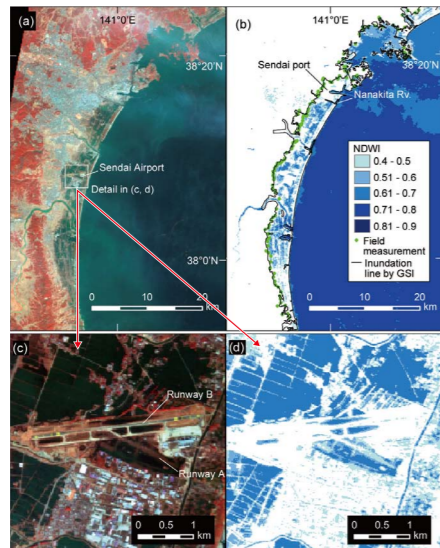 (a)
141°0'E
38°20'N
Sendai Airport
Detail in (c, d)
38°0'N
0 10 20
km
(b)
141°0'E
38°20'N
Sendai port
Nanakita Rv
NDWI
0.4 - 0.5
0.51 - 0.6
0.61 - 0.7
0.71 - 0.8
0.81 - 0.9
Field
measurement
Inundation
line by GSI
38°0'N
0 10 20
km
(c)
Runway B
Runway A
0 0.5 1
km
(d)
0 0.5 1
km